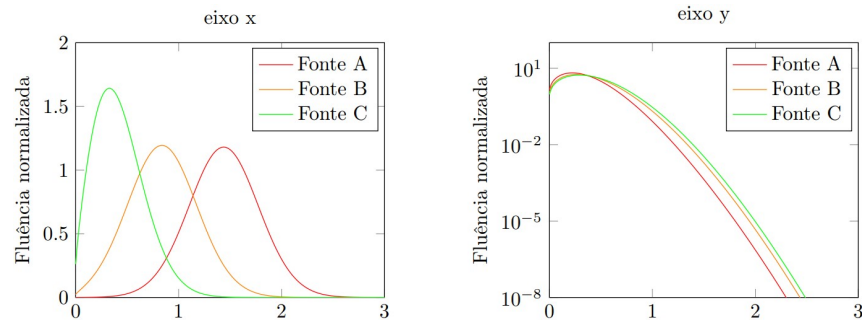 eixo x
Fluência normalizada
2
1.5
1
0.5
0
0
1
2
3
Fonte A
Fonte B
Fonte C
eixo y
Fluência normalizada
10^1
10^−2
10^−5
10^−8
0
1
2
3
Fonte A
Fonte B
Fonte C